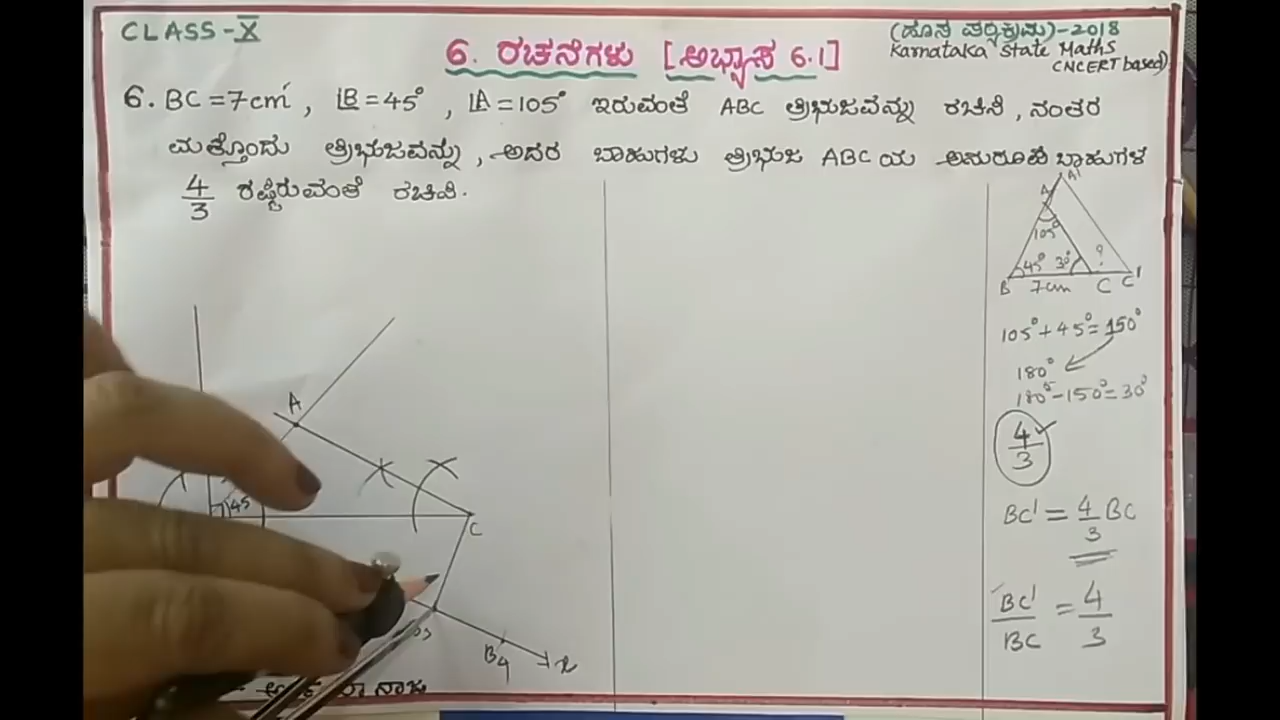 CLASS-X
6. ರಚನೆಗಳು [ಅಭ್ಯಾಸ 6.1]
(ಹೊಸ ಪಠ್ಯಕ್ರಮ)-2018
Karnataka State Maths
(NCERT based)
6. BC = 7cm, ∠B = 45°, ∠A = 105° ಇರುವಂತೆ ABC ತ್ರಿಭುಜವನ್ನು ರಚಿಸಿ, ನಂತರ
ಮತ್ತೊಂದು ತ್ರಿಭುಜವನ್ನು, ಅದರ ಬಾಹುಗಳು ತ್ರಿಭುಜ ABC ಯ ಅನುರೂಪ ಬಾಹುಗಳ
4/3 ರಷ್ಟಿರುವಂತೆ ರಚಿಸಿ.
A
45
C
B4
x
A A'
105°
45° 30° ?
B 7cm C C'
105° + 45° = 150°
180°
180° - 150° = 30°
4/3
BC' = 4/3 BC
BC'/BC = 4/3